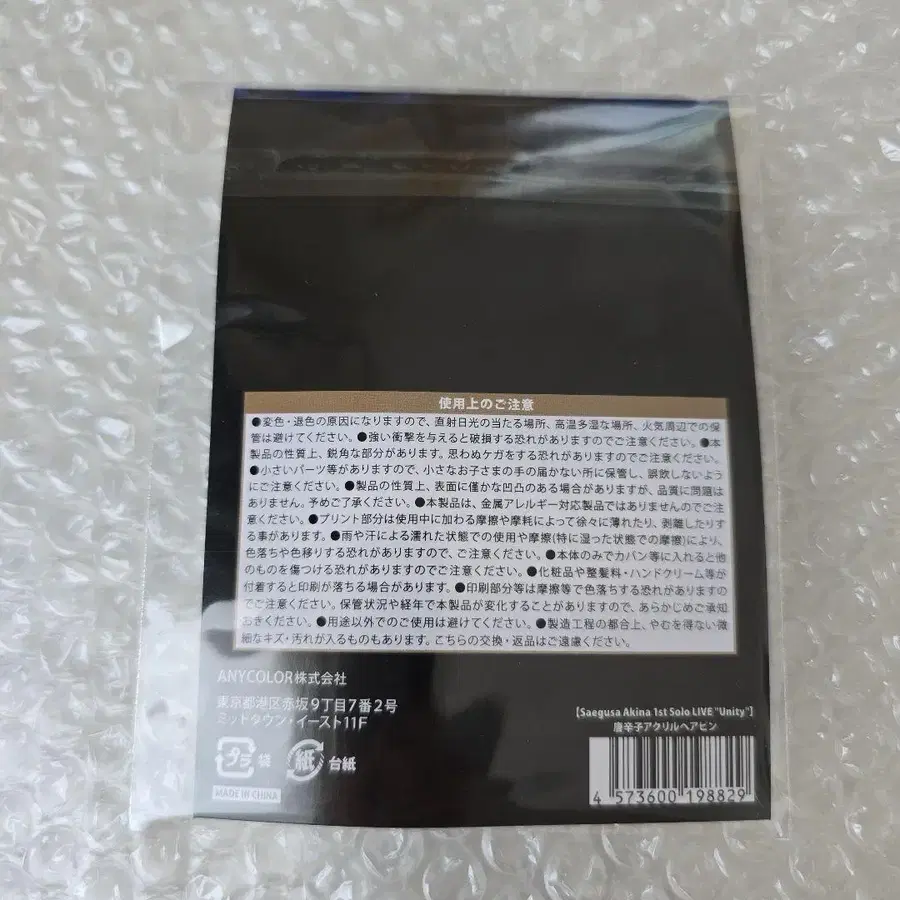 使用上のご注意
●変色・退色の原因になりますので、直射日光の当たる場所、高温多湿な場所、火気周辺での保
管は避けてください。●強い衝撃を与えると破損する恐れがありますのでご注意ください。●本
製品の性質上、鋭角な部分があります。思わぬケガをする恐れがありますのでご注意ください。
●小さいパーツ等がありますので、小さなお子さまの手の届かない所に保管し、誤飲しないよう
にご注意ください。●製品の性質上、表面に僅かな凹凸のある場合がありますが、品質に問題は
ありません。予めご了承ください。●本製品は、金属アレルギー対応製品ではありませんのでご注
意ください。●プリント部分は使用中に加わる摩擦や摩耗によって徐々に薄れたり、剥離したりす
る事があります。●雨や汗による濡れた状態での使用や摩擦(特に湿った状態での摩擦)により、
色落ちや色移りする恐れがありますので、ご注意ください。●本体のみでカバン等に入れると他
のものを傷つける恐れがありますのでご注意ください。●化粧品や整髪料・ハンドクリーム等が
付着すると印刷が落ちる場合があります。●印刷部分等は摩擦等で色落ちする恐れがありますの
でご注意ください。保管状況や経年で本製品が変化することがありますので、あらかじめご承知
おきください。●用途以外でのご使用は避けてください。●製造工程の都合上、やむを得ない微
細なキズ・汚れが入るものもあります。こちらの交換・返品はご遠慮ください。
ANYCOLOR株式会社
東京都港区赤坂9丁目7番2号
ミッドタウン・イースト11F
プラ 袋 紙 台紙
MADE IN CHINA
【Saegusa Akina 1st Solo LIVE "Unity"】
唐辛子アクリルヘアピン
4 573600 198829